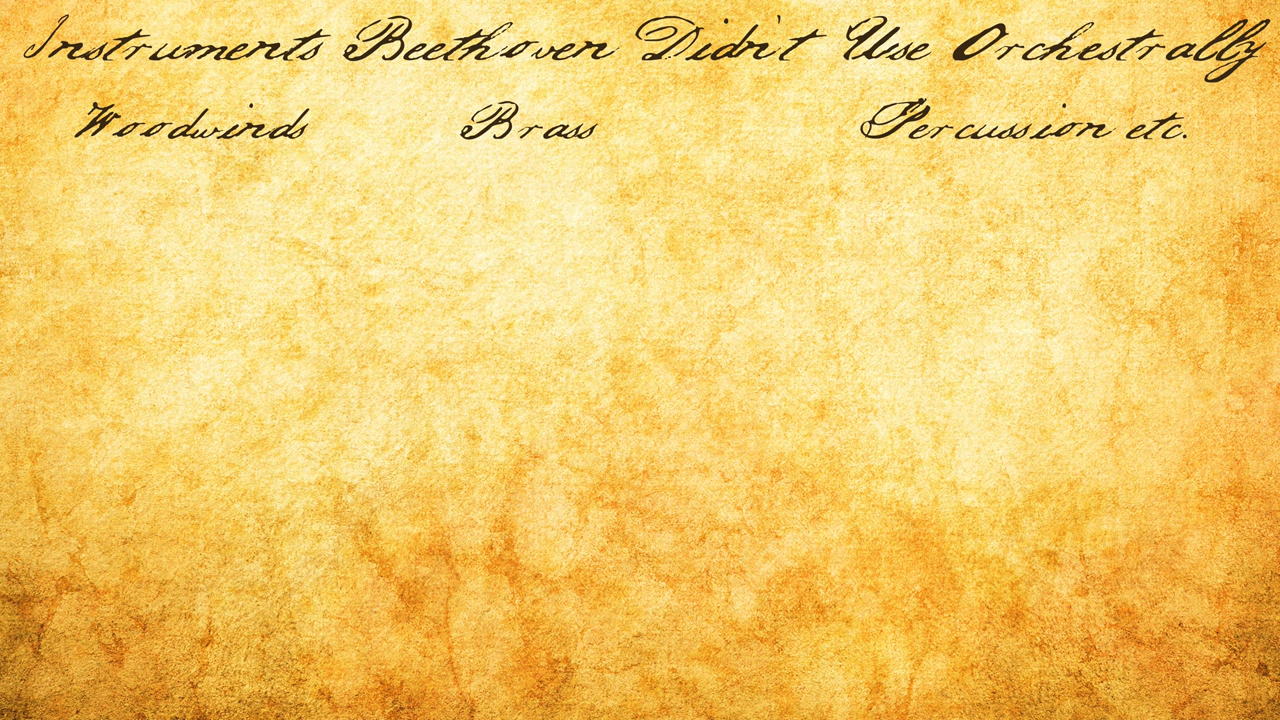 Instruments Beethoven Didn't Use Orchestrally
Woodwinds Brass Percussion etc.